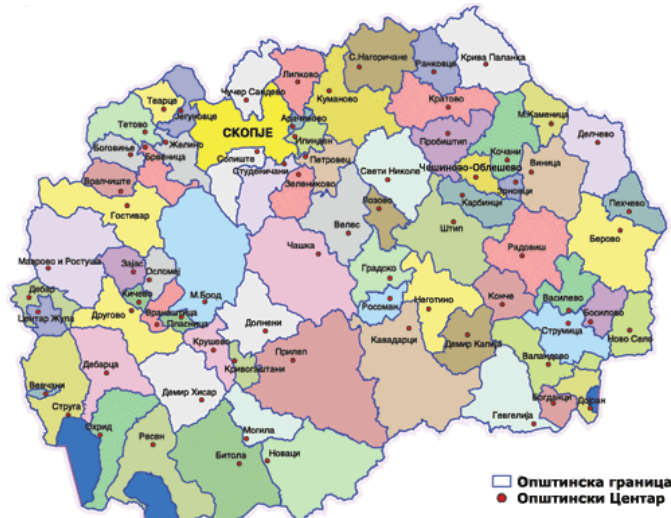 С.Нагоричане
Крива Паланка
Ранковце
Липково
Чучер Сандево
Куманово
Кратово
Теарце
Јегуновце
Арачиново
М.Каменица
Тетово
СКОПЈЕ
Пробиштип
Делчево
Желино
Илинден
Кочани
Боговиње
Брвеница
Сопиште
Петровец
Чешиново-Облешево
Виница
Студеничани
Свети Николе
Врапчиште
Зелениково
Зрновци
Карбинци
Пехчево
Гостивар
Лозово
Штип
Велес
Берово
Чашка
Радовиш
Маврово и Ростуша
Зајас
Осломеј
Градско
Дебар
Кичево
М.Брод
Россман
Неготино
Конче
Василево
Центар Жупа
Другово
Вранештица
Пласница
Босилово
Долнени
Струмица
Ново Село
Крушево
Прилеп
Кавадарци
Демир Капија
Дебарца
Кривогаштани
Валандово
Вевчани
Демир Хисар
Богданци
Дојран
Струга
Гевгелија
Охрид
Ресен
Могила
Битола
Новаци
Општинска граница
Општински Центар